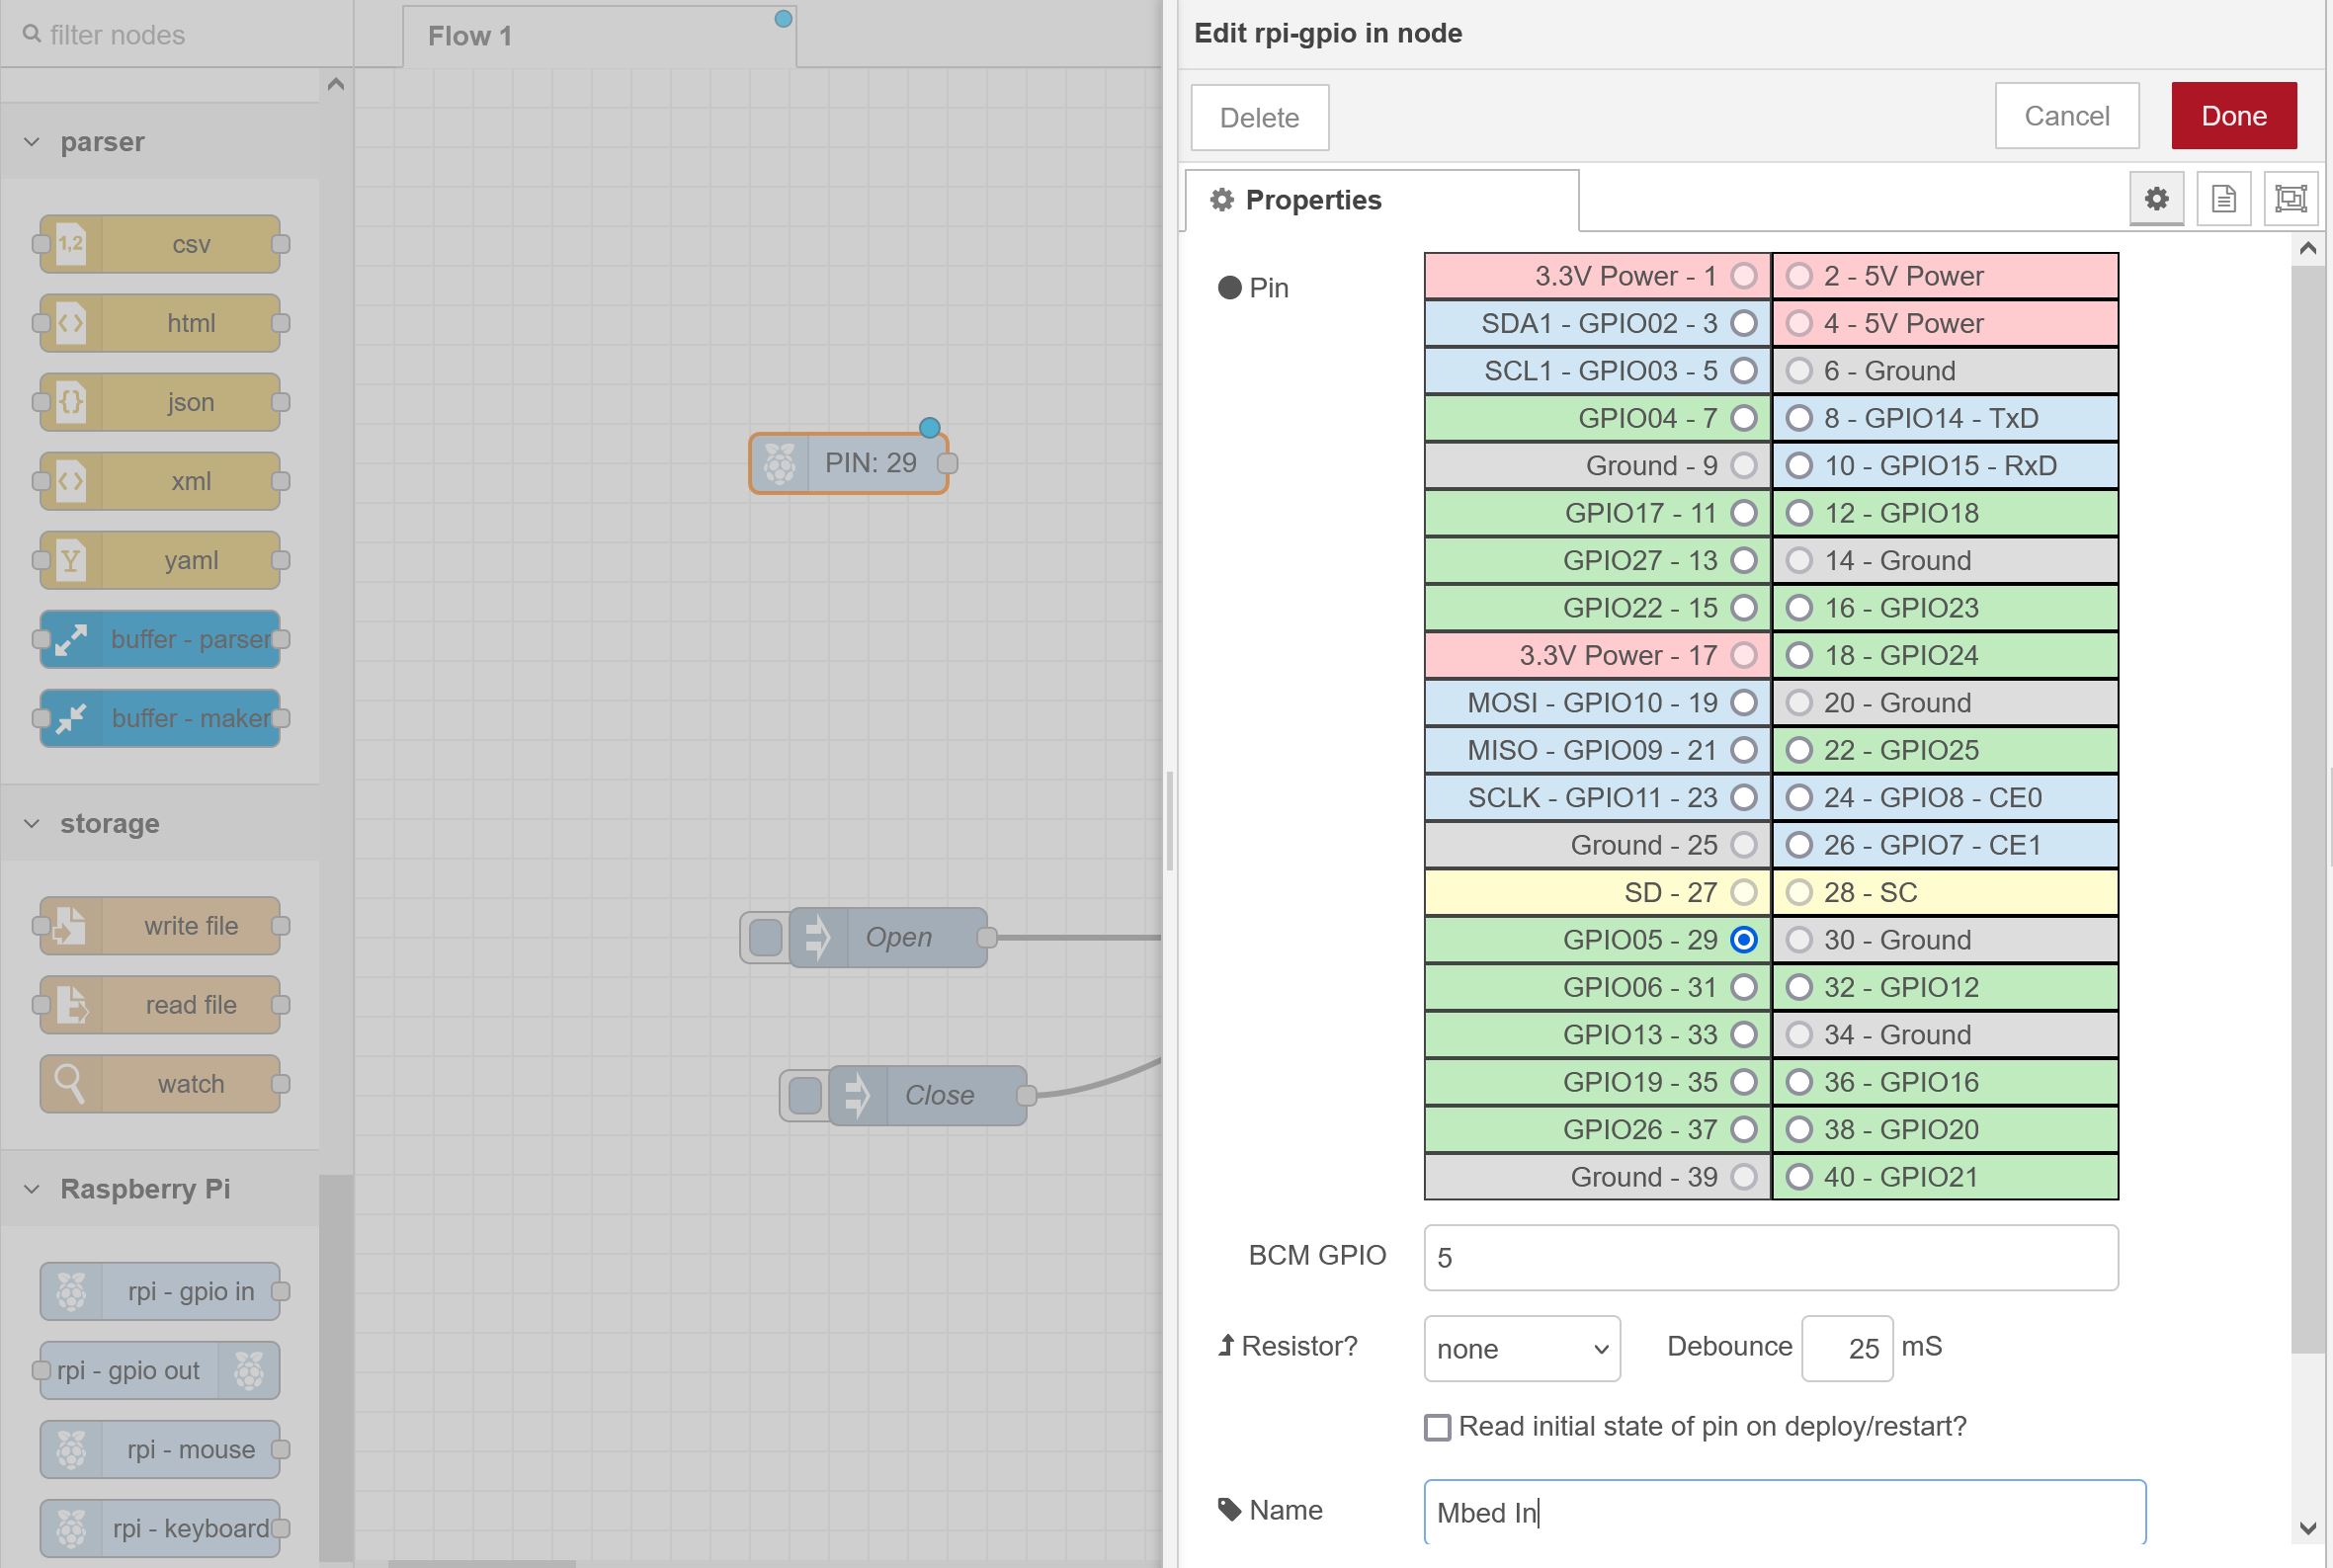 filter nodes
parser
csv
html
json
xml
yaml
buffer - parser
buffer - maker
storage
write file
read file
watch
Raspberry Pi
rpi - gpio in
rpi - gpio out
rpi - mouse
rpi - keyboard
Flow 1
PIN: 29
Open
Close
Edit rpi-gpio in node
Delete
Cancel
Done
Properties
Pin
3.3V Power - 1 2 - 5V Power
SDA1 - GPIO02 - 3 4 - 5V Power
SCL1 - GPIO03 - 5 6 - Ground
GPIO04 - 7 8 - GPIO14 - TxD
Ground - 9 10 - GPIO15 - RxD
GPIO17 - 11 12 - GPIO18
GPIO27 - 13 14 - Ground
GPIO22 - 15 16 - GPIO23
3.3V Power - 17 18 - GPIO24
MOSI - GPIO10 - 19 20 - Ground
MISO - GPIO09 - 21 22 - GPIO25
SCLK - GPIO11 - 23 24 - GPIO8 - CE0
Ground - 25 26 - GPIO7 - CE1
SD - 27 28 - SC
GPIO05 - 29 30 - Ground
GPIO06 - 31 32 - GPIO12
GPIO13 - 33 34 - Ground
GPIO19 - 35 36 - GPIO16
GPIO26 - 37 38 - GPIO20
Ground - 39 40 - GPIO21
BCM GPIO 5
Resistor? none Debounce 25 mS
Read initial state of pin on deploy/restart?
Name Mbed In